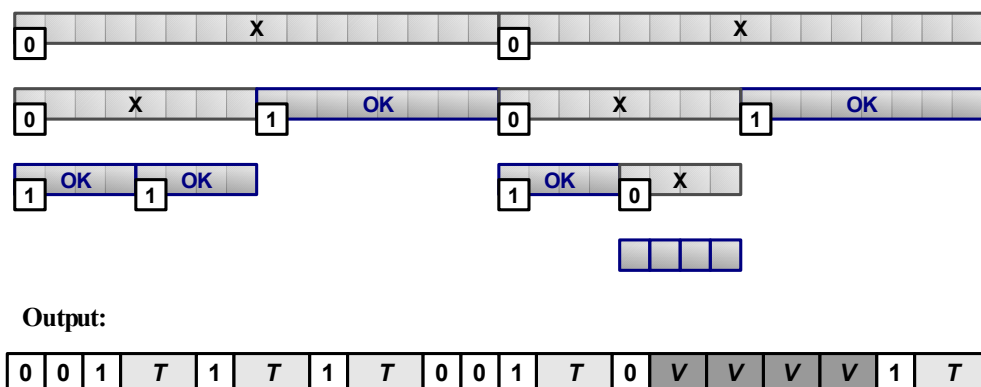 X X
0 0
X OK X OK
0 1 0 1
OK OK OK X
1 1 1 0
Output:
0 0 1 T 1 T 1 T 0 0 1 T 0 V V V V 1 T